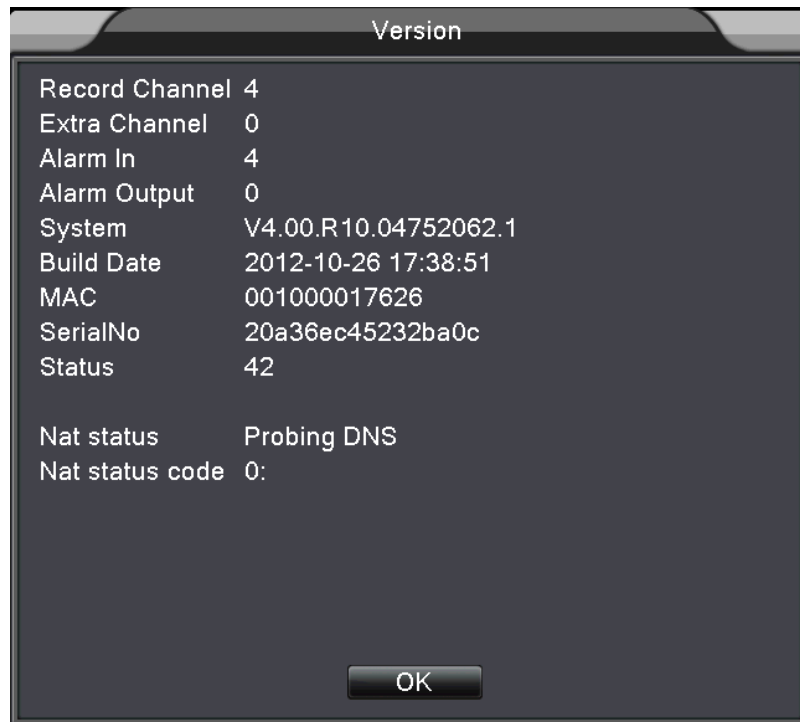 Version
Record Channel 4
Extra Channel 0
Alarm In 4
Alarm Output 0
System V4.00.R10.04752062.1
Build Date 2012-10-26 17:38:51
MAC 001000017626
SerialNo 20a36ec45232ba0c
Status 42
Nat status Probing DNS
Nat status code 0:
OK